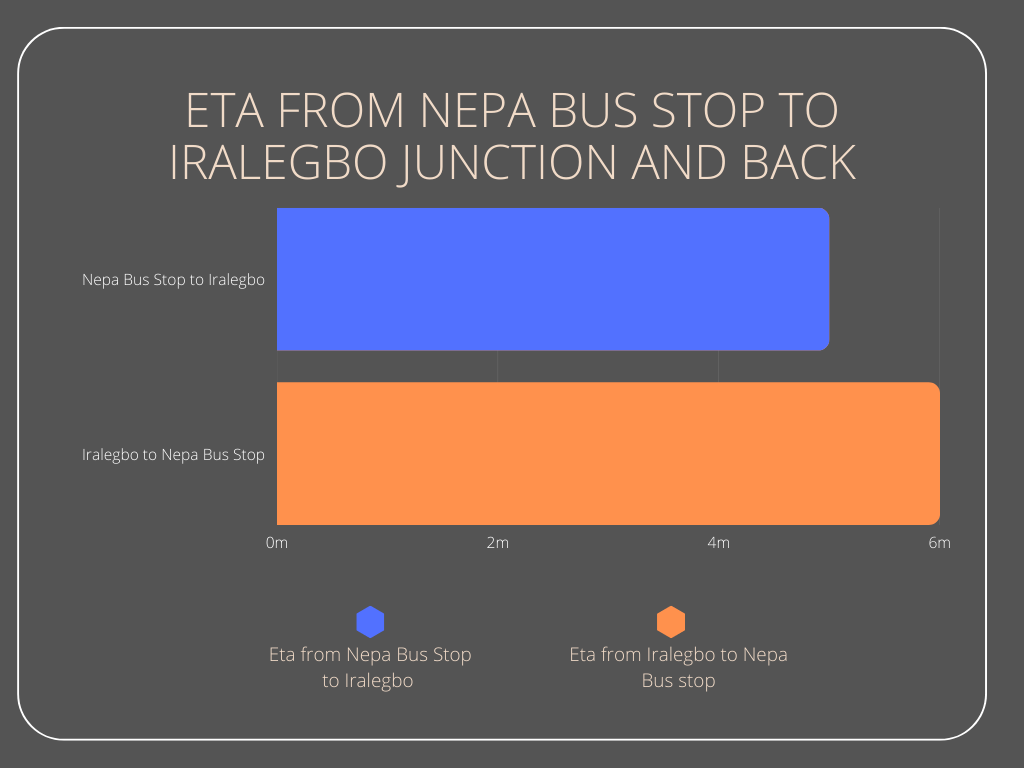 ETA FROM NEPA BUS STOP TO
IRALEGBO JUNCTION AND BACK
Nepa Bus Stop to Iralegbo
Iralegbo to Nepa Bus Stop
0m 2m 4m 6m
Eta from Nepa Bus Stop
to Iralegbo
Eta from Iralegbo to Nepa
Bus stop